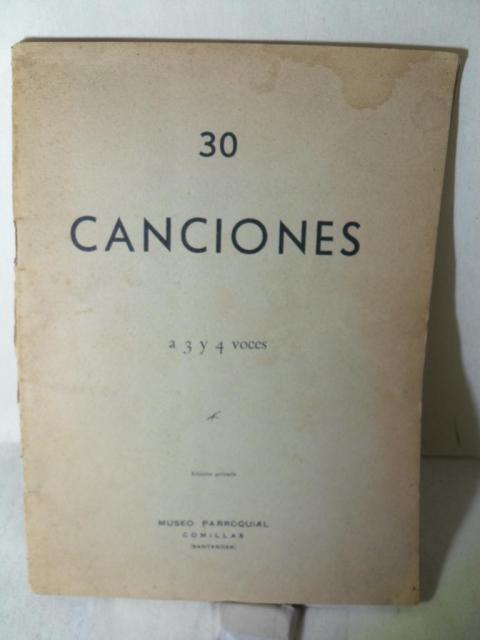 30
CANCIONES
a 3 y 4 voces
Edición privada
MUSEO PARROQUIAL
COMILLAS
(SANTANDER)